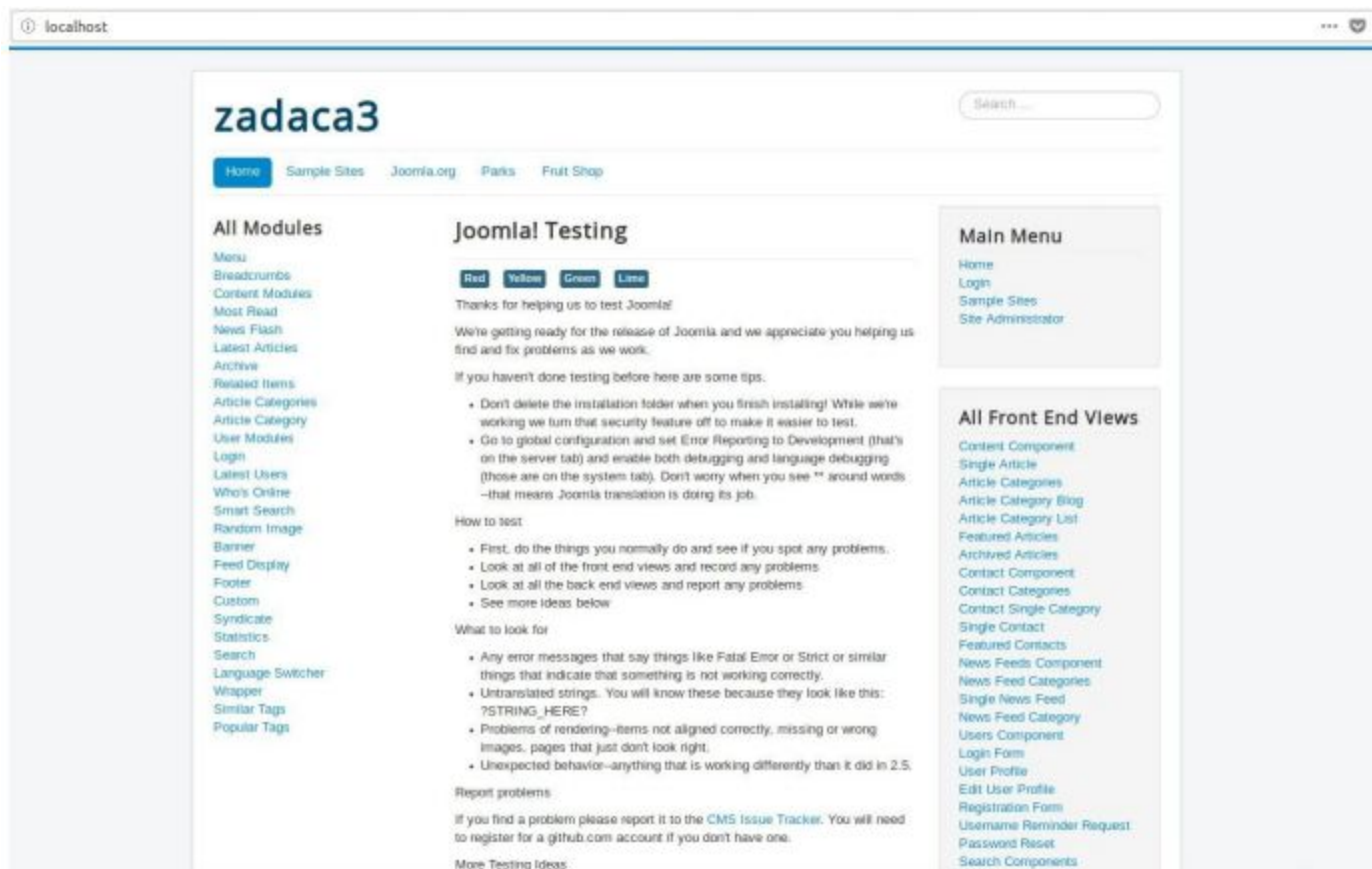 localhost
zadaca3
Search ...
Home Sample Sites Joomla.org Parks Fruit Shop
All Modules
Menu
Breadcrumbs
Content Modules
Most Read
News Flash
Latest Articles
Archive
Related Items
Article Categories
Article Category
User Modules
Login
Latest Users
Who's Online
Smart Search
Random Image
Banner
Feed Display
Footer
Custom
Syndicate
Statistics
Search
Language Switcher
Wrapper
Similar Tags
Popular Tags
Joomla! Testing
Red Yellow Green Lime
Thanks for helping us to test Joomla!
We're getting ready for the release of Joomla and we appreciate you helping us
find and fix problems as we work.
If you haven't done testing before here are some tips.
• Don't delete the installation folder when you finish installing! While we're
working we turn that security feature off to make it easier to test.
• Go to global configuration and set Error Reporting to Development (that's
on the server tab) and enable both debugging and language debugging
(those are on the system tab). Don't worry when you see ** around words
--that means Joomla translation is doing its job.
How to test
• First, do the things you normally do and see if you spot any problems.
• Look at all of the front end views and record any problems
• Look at all the back end views and report any problems
• See more ideas below
What to look for
• Any error messages that say things like Fatal Error or Strict or similar
things that indicate that something is not working correctly.
• Untranslated strings. You will know these because they look like this:
?STRING_HERE?
• Problems of rendering--items not aligned correctly, missing or wrong
images, pages that just don't look right.
• Unexpected behavior--anything that is working differently than it did in 2.5.
Report problems
If you find a problem please report it to the CMS Issue Tracker. You will need
to register for a github.com account if you don't have one.
More Testing Ideas
Main Menu
Home
Login
Sample Sites
Site Administrator
All Front End Views
Content Component
Single Article
Article Categories
Article Category Blog
Article Category List
Featured Articles
Archived Articles
Contact Component
Contact Categories
Contact Single Category
Single Contact
Featured Contacts
News Feeds Component
News Feed Categories
Single News Feed
News Feed Category
Users Component
Login Form
User Profile
Edit User Profile
Registration Form
Username Reminder Request
Password Reset
Search Components